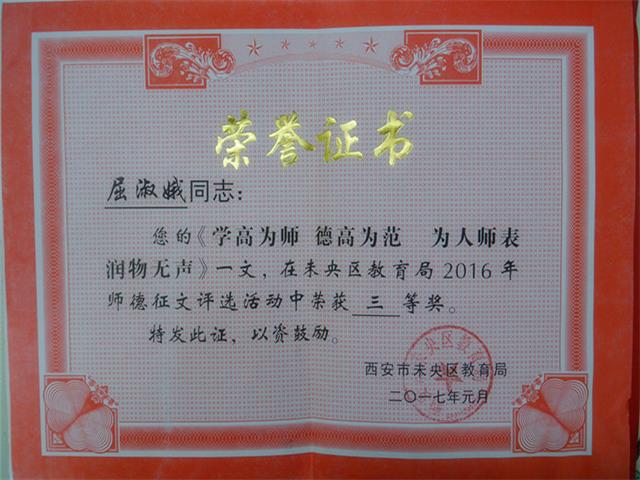 荣誉证书
屈淑娥同志：
您的《学高为师 德高为范 为人师表
润物无声》一文，在未央区教育局2016年
师德征文评选活动中荣获 三 等奖。
特发此证，以资鼓励。
西安市未央区教育局
二〇一七年元月